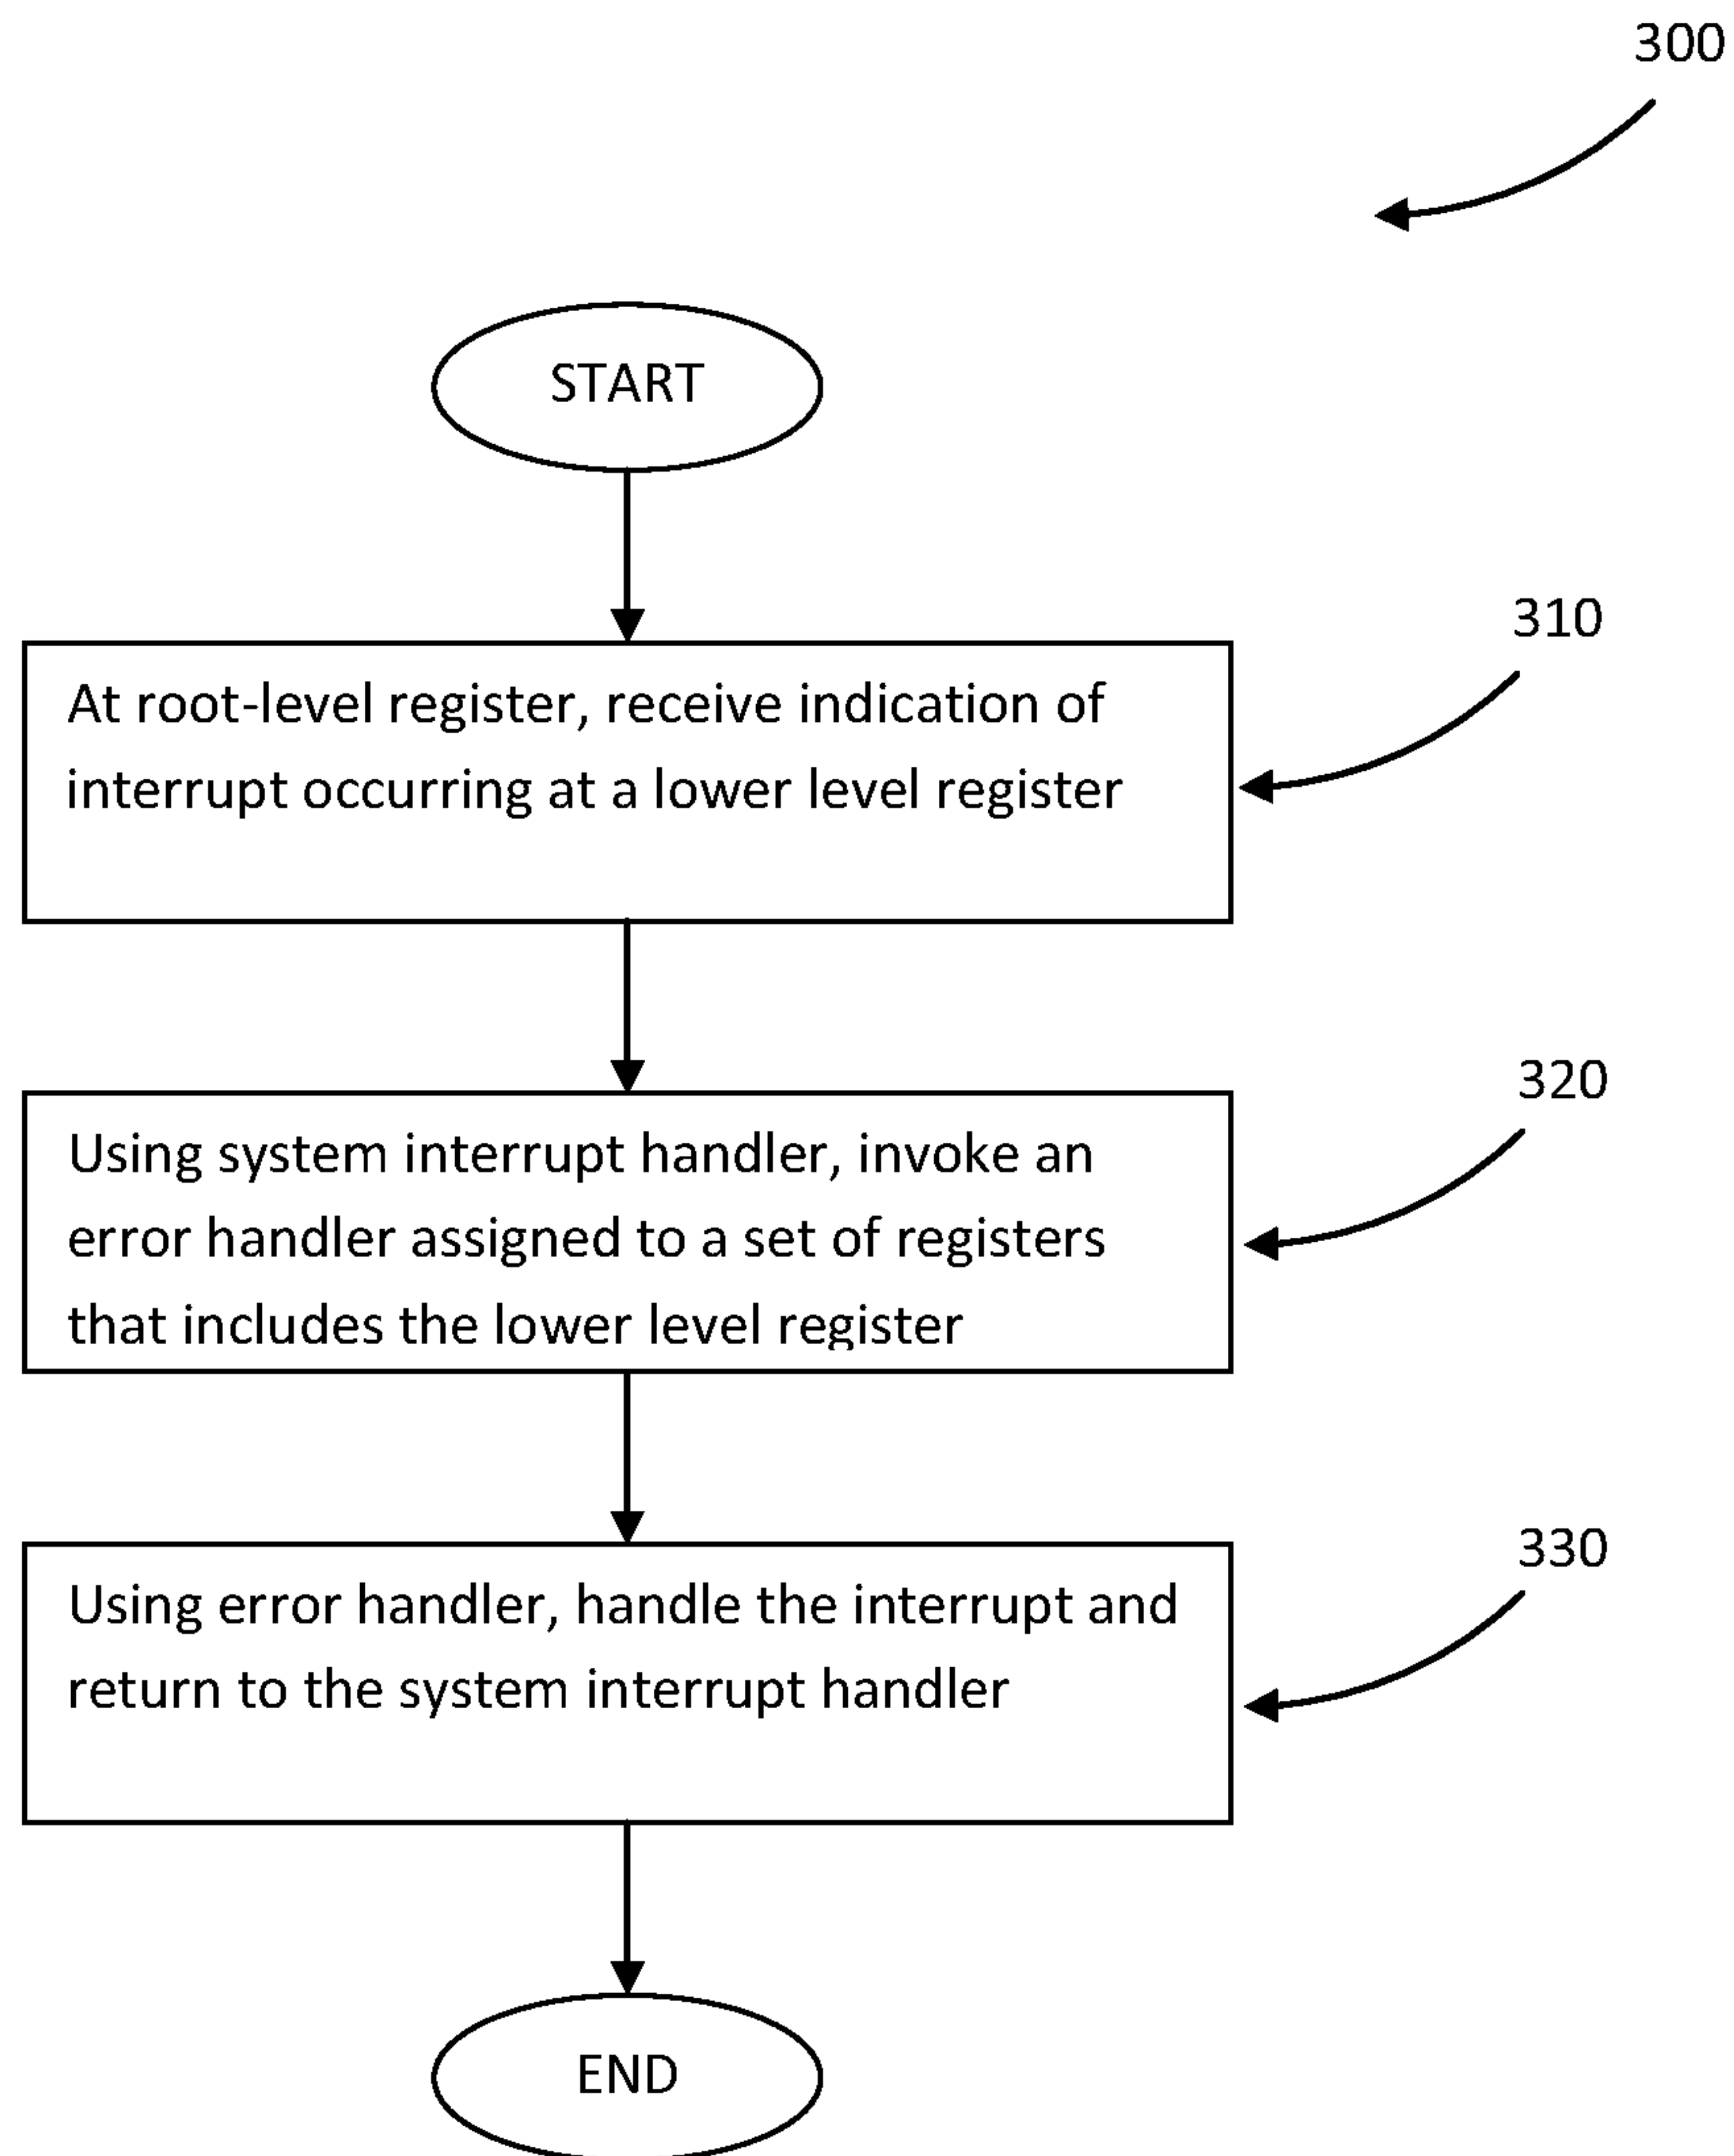 300
START
310
At root-level register, receive indication of
interrupt occurring at a lower level register
320
Using system interrupt handler, invoke an
error handler assigned to a set of registers
that includes the lower level register
330
Using error handler, handle the interrupt and
return to the system interrupt handler
END